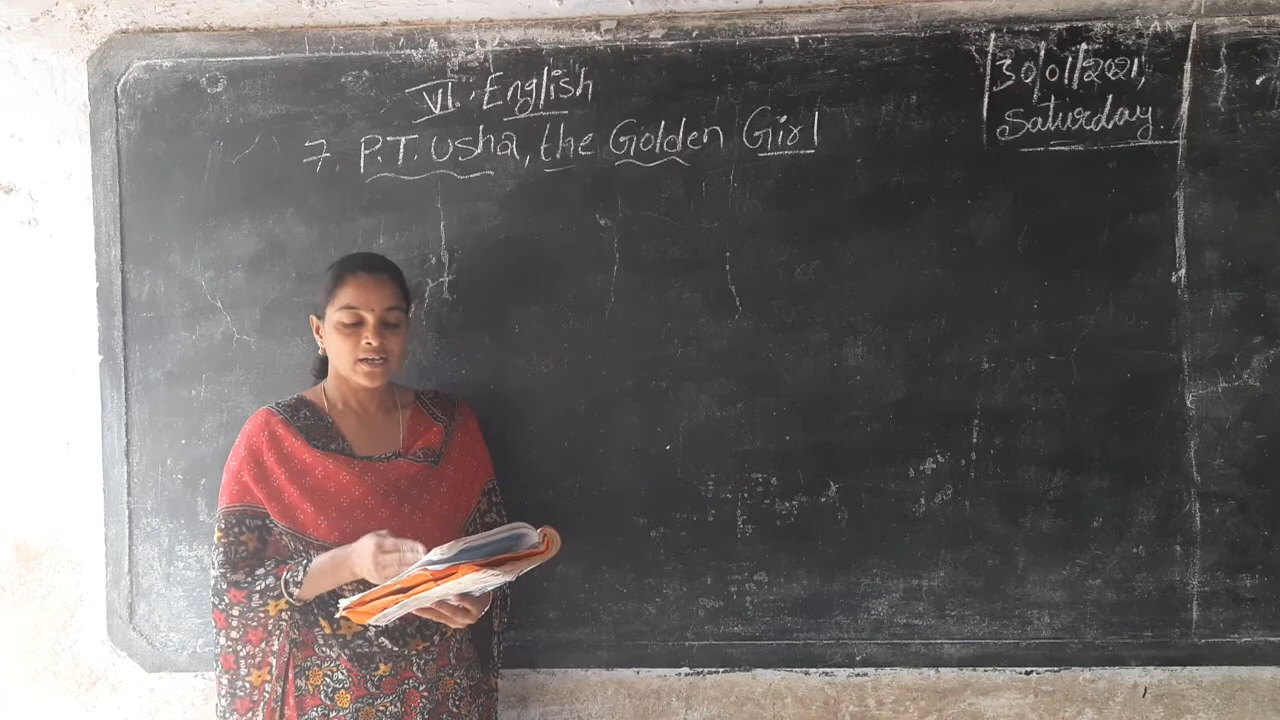 VI. English
7. P.T. Usha, the Golden Girl
30/01/2021,
Saturday.